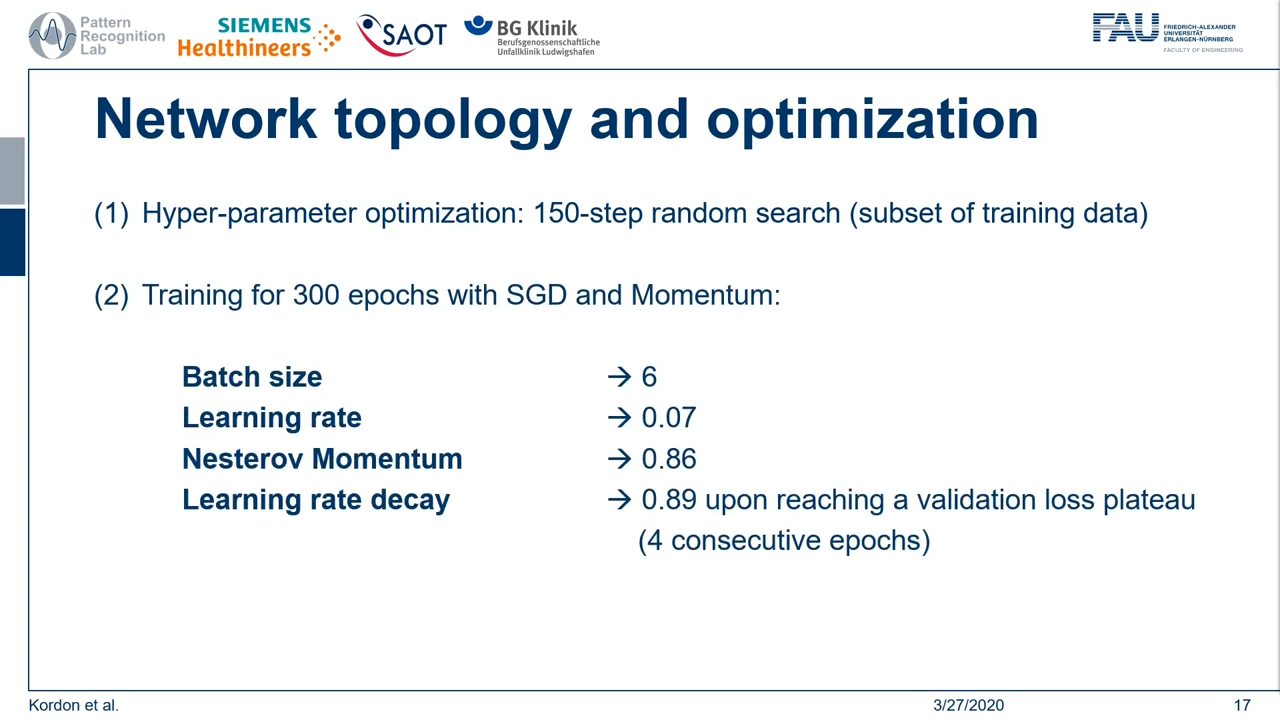 Pattern
Recognition
Lab
SIEMENS
Healthineers
SAOT
BG Klinik
Berufsgenossenschaftliche
Unfallklinik Ludwigshafen
FAU
FRIEDRICH-ALEXANDER
UNIVERSITÄT
ERLANGEN-NÜRNBERG
FACULTY OF ENGINEERING
Network topology and optimization
(1) Hyper-parameter optimization: 150-step random search (subset of training data)
(2) Training for 300 epochs with SGD and Momentum:
Batch size → 6
Learning rate → 0.07
Nesterov Momentum → 0.86
Learning rate decay → 0.89 upon reaching a validation loss plateau
(4 consecutive epochs)
Kordon et al. 3/27/2020 17